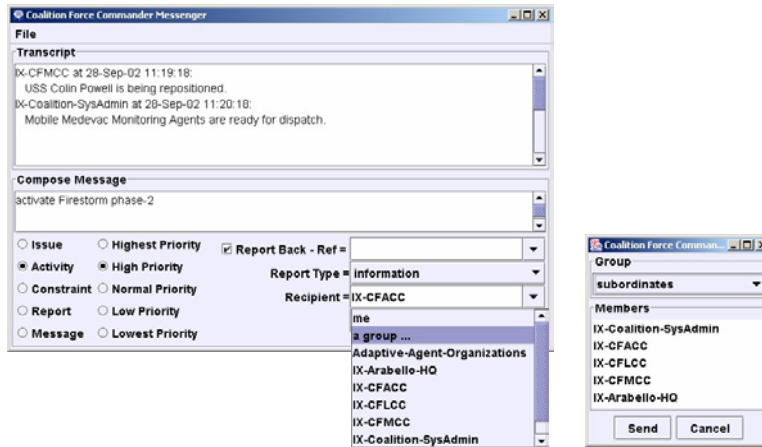 Coalition Force Commander Messenger
File
Transcript
IX-CFMCC at 28-Sep-02 11:19:18:
USS Colin Powell is being repositioned.
IX-Coalition-SysAdmin at 28-Sep-02 11:20:18:
Mobile Medevac Monitoring Agents are ready for dispatch.
Compose Message
activate Firestorm phase-2
Issue
Activity
Constraint
Report
Message
Highest Priority
High Priority
Normal Priority
Low Priority
Lowest Priority
Report Back - Ref =
Report Type = information
Recipient = IX-CFACC
me
a group ...
Adaptive-Agent-Organizations
IX-Arabello-HQ
IX-CFACC
IX-CFLCC
IX-CFMCC
IX-Coalition-SysAdmin
Coalition Force Comman...
Group
subordinates
Members
IX-Coalition-SysAdmin
IX-CFACC
IX-CFLCC
IX-CFMCC
IX-Arabello-HQ
Send Cancel